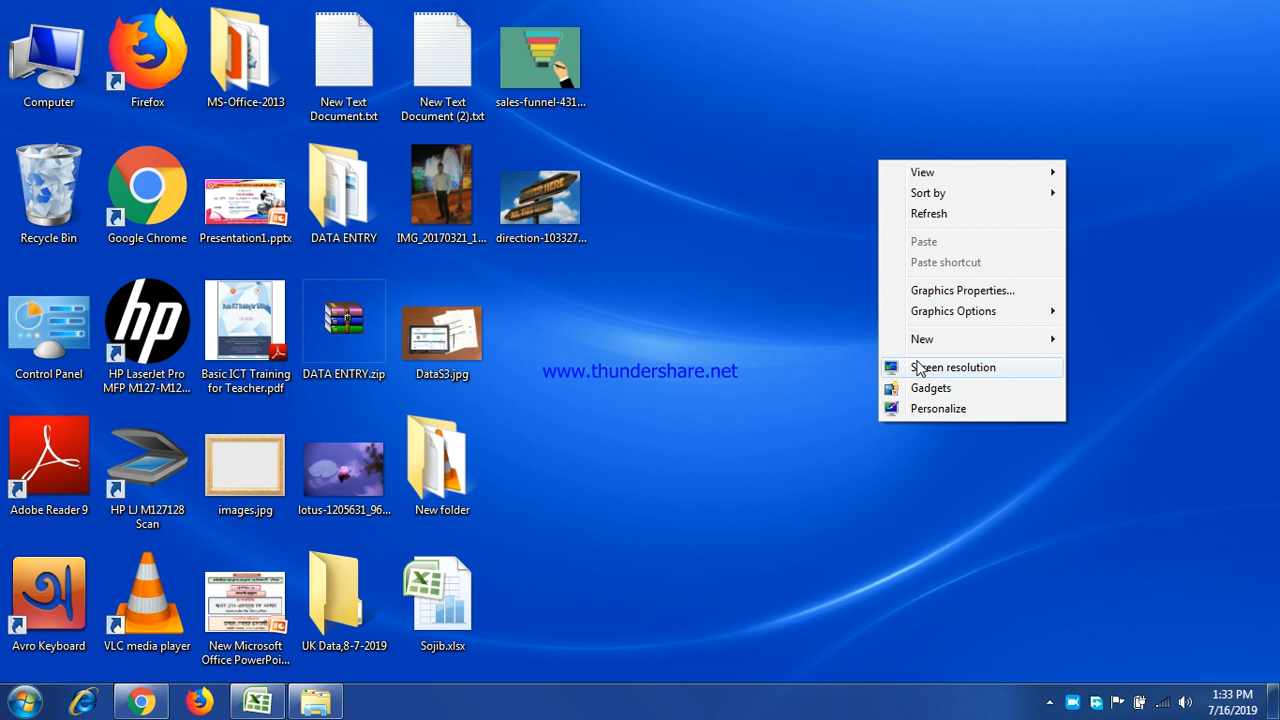 Computer
Firefox
MS-Office-2013
New Text
Document.txt
New Text
Document (2).txt
sales-funnel-431...
Recycle Bin
Google Chrome
Presentation1.pptx
DATA ENTRY
IMG_20170321_1...
direction-103327...
Control Panel
hp
HP LaserJet Pro
MFP M127-M12...
Basic ICT Training
for Teacher.pdf
DATA ENTRY.zip
DataS3.jpg
www.thundershare.net
Adobe Reader 9
HP LJ M127128
Scan
images.jpg
lotus-1205631_96...
New folder
Avro Keyboard
VLC media player
New Microsoft
Office PowerPoi...
UK Data,8-7-2019
Sojib.xlsx
View
Sort by
Refresh
Paste
Paste shortcut
Graphics Properties...
Graphics Options
New
Screen resolution
Gadgets
Personalize
1:33 PM
7/16/2019